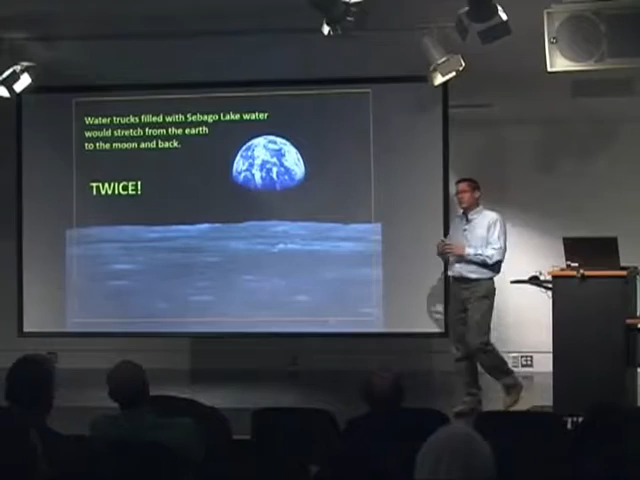 Water trucks filled with Sebago Lake water
would stretch from the earth
to the moon and back.
TWICE!